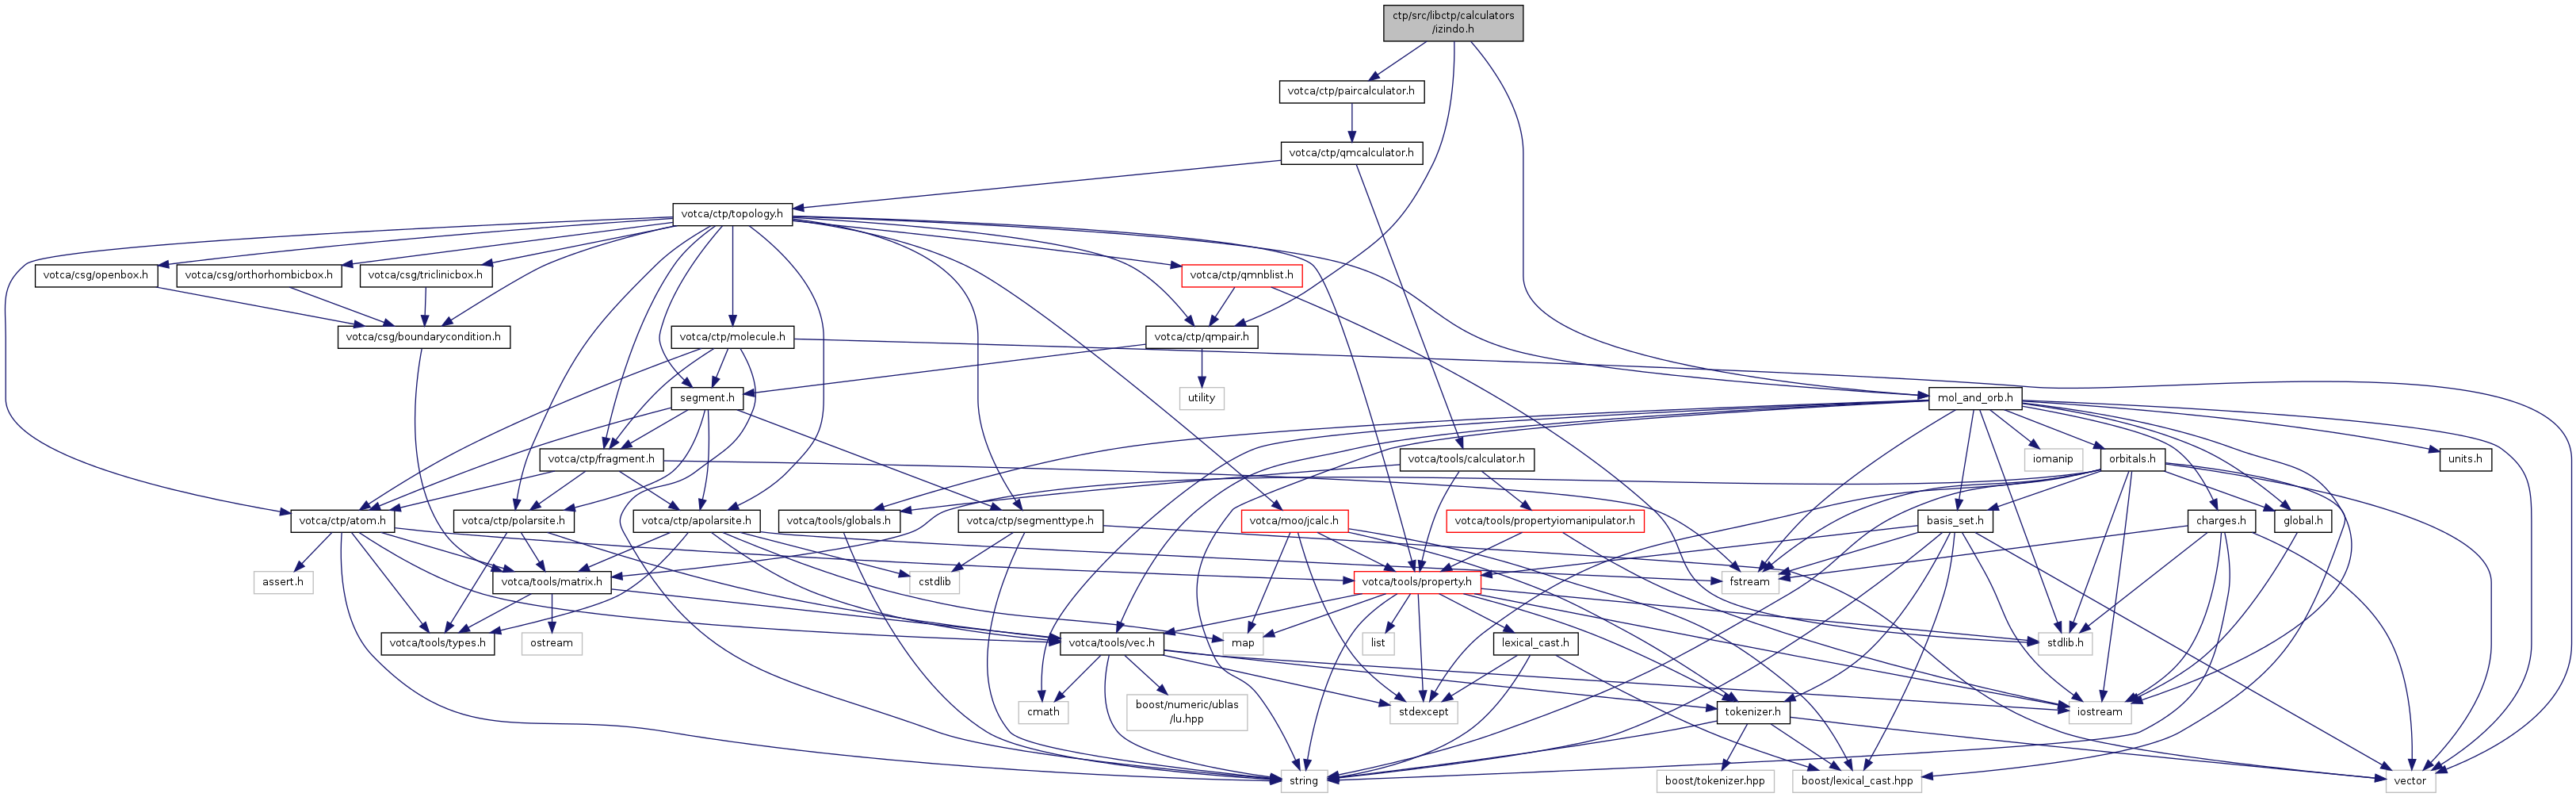 ctp/src/libctp/calculators
/izindo.h
votca/ctp/paircalculator.h
votca/ctp/qmcalculator.h
votca/ctp/topology.h
votca/csg/openbox.h
votca/csg/orthorhombicbox.h
votca/csg/triclinicbox.h
votca/ctp/qmnblist.h
votca/csg/boundarycondition.h
votca/ctp/molecule.h
votca/ctp/qmpair.h
segment.h
utility
mol_and_orb.h
votca/ctp/fragment.h
votca/tools/calculator.h
iomanip
orbitals.h
units.h
votca/ctp/atom.h
votca/ctp/polarsite.h
votca/ctp/apolarsite.h
votca/tools/globals.h
votca/ctp/segmenttype.h
votca/moo/jcalc.h
votca/tools/propertyiomanipulator.h
basis_set.h
charges.h
global.h
assert.h
votca/tools/matrix.h
cstdlib
votca/tools/property.h
fstream
votca/tools/types.h
ostream
votca/tools/vec.h
map
list
lexical_cast.h
stdlib.h
cmath
boost/numeric/ublas
/lu.hpp
stdexcept
tokenizer.h
iostream
string
boost/tokenizer.hpp
boost/lexical_cast.hpp
vector